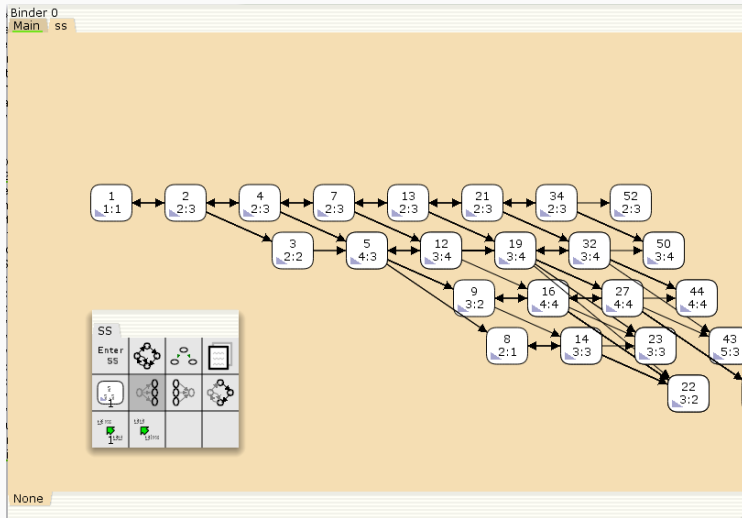 Binder 0
Main ss
1 2 4 7 13 21 34 52
1:1 2:3 2:3 2:3 2:3 2:3 2:3 2:3
3 5 12 19 32 50
2:2 4:3 3:4 3:4 3:4 3:4
9 16 27 44
3:2 4:4 4:4 4:4
8 14 23 43
2:1 3:3 3:3 5:3
22
3:2
SS
Enter
SS
1
1
None